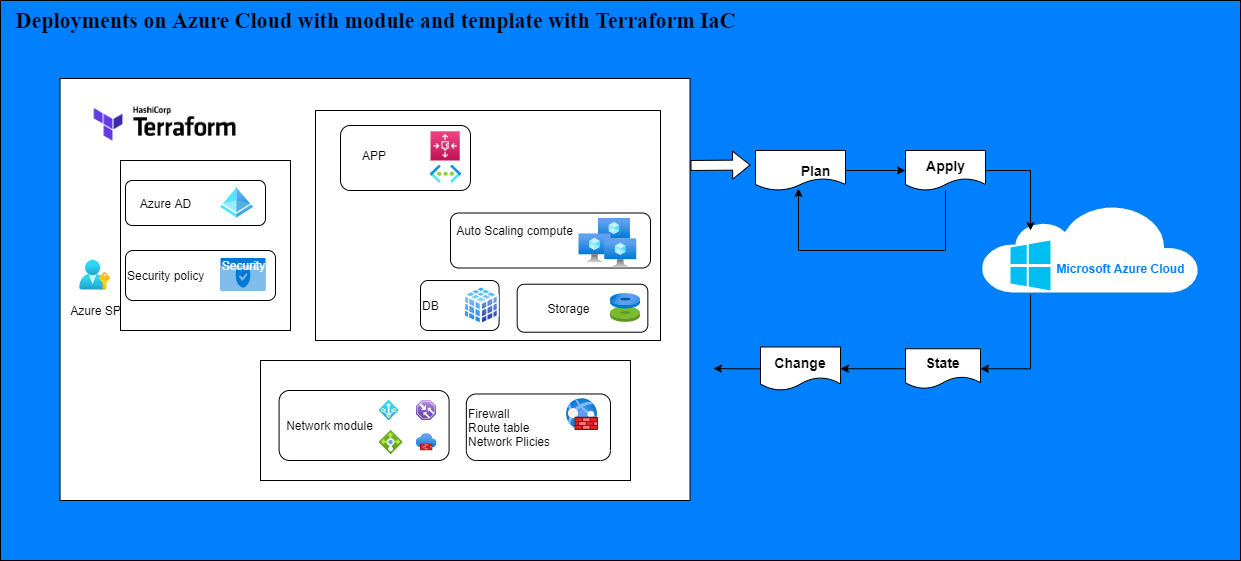 Deployments on Azure Cloud with module and template with Terraform IaC
HashiCorp
Terraform
APP
Azure AD
Security policy
Security
Azure SP
Auto Scaling compute
DB
Storage
Network module
Firewall
Route table
Network Plicies
Plan
Apply
Microsoft Azure Cloud
Change
State